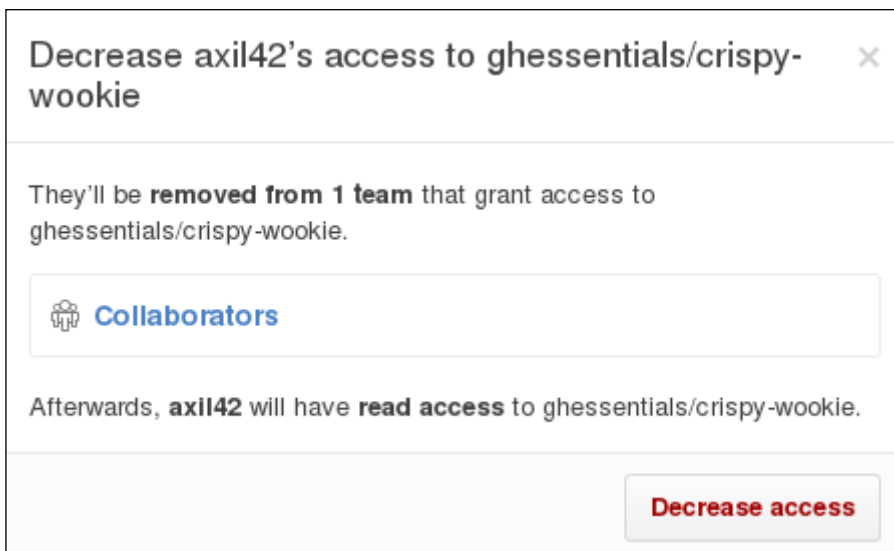 Decrease axil42’s access to ghessentials/crispy-
wookie
×
They’ll be removed from 1 team that grant access to
ghessentials/crispy-wookie.
Collaborators
Afterwards, axil42 will have read access to ghessentials/crispy-wookie.
Decrease access